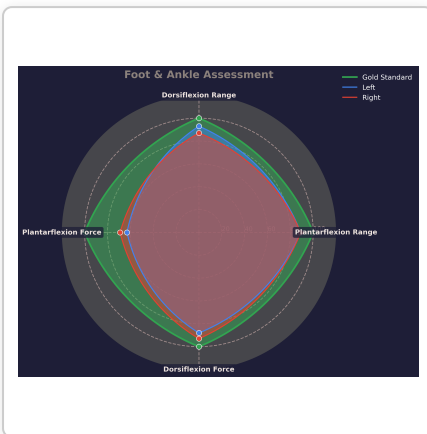 Foot & Ankle Assessment
Gold Standard
Left
Right
Dorsiflexion Range
Plantarflexion Force
Plantarflexion Range
Dorsiflexion Force